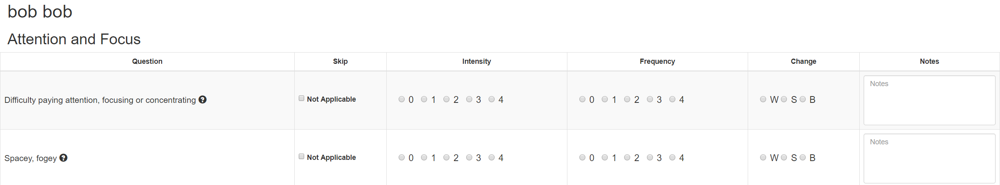 bob bob
Attention and Focus
Question Skip Intensity Frequency Change Notes
Difficulty paying attention, focusing or concentrating ? Not Applicable 0 1 2 3 4 0 1 2 3 4 W S B Notes
Spacey, fogey ? Not Applicable 0 1 2 3 4 0 1 2 3 4 W S B Notes